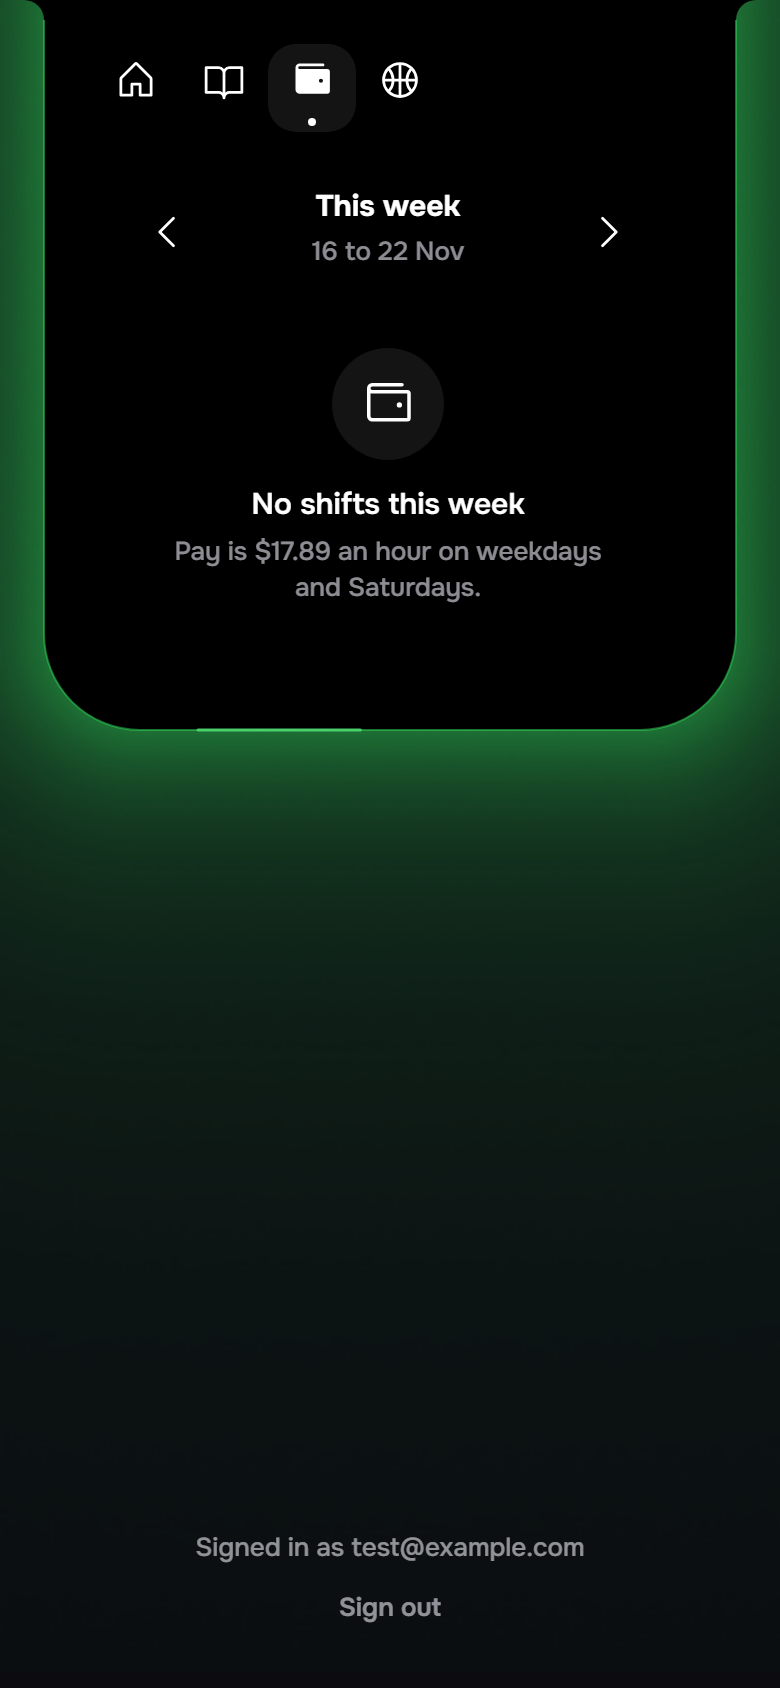 This week
16 to 22 Nov
No shifts this week
Pay is $17.89 an hour on weekdays
and Saturdays.
Signed in as test@example.com
Sign out